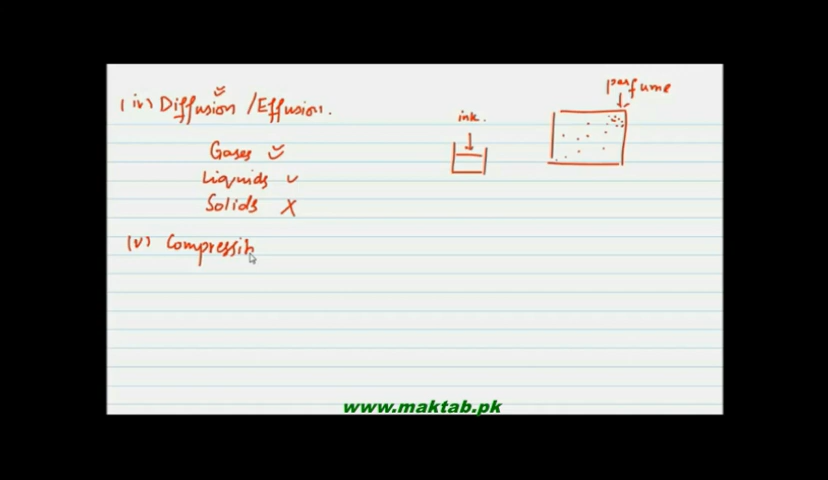 (iv) Diffusion / Effusion.
perfume
ink.
Gases
Liquids
Solids
(v) Compressib
www.maktab.pk